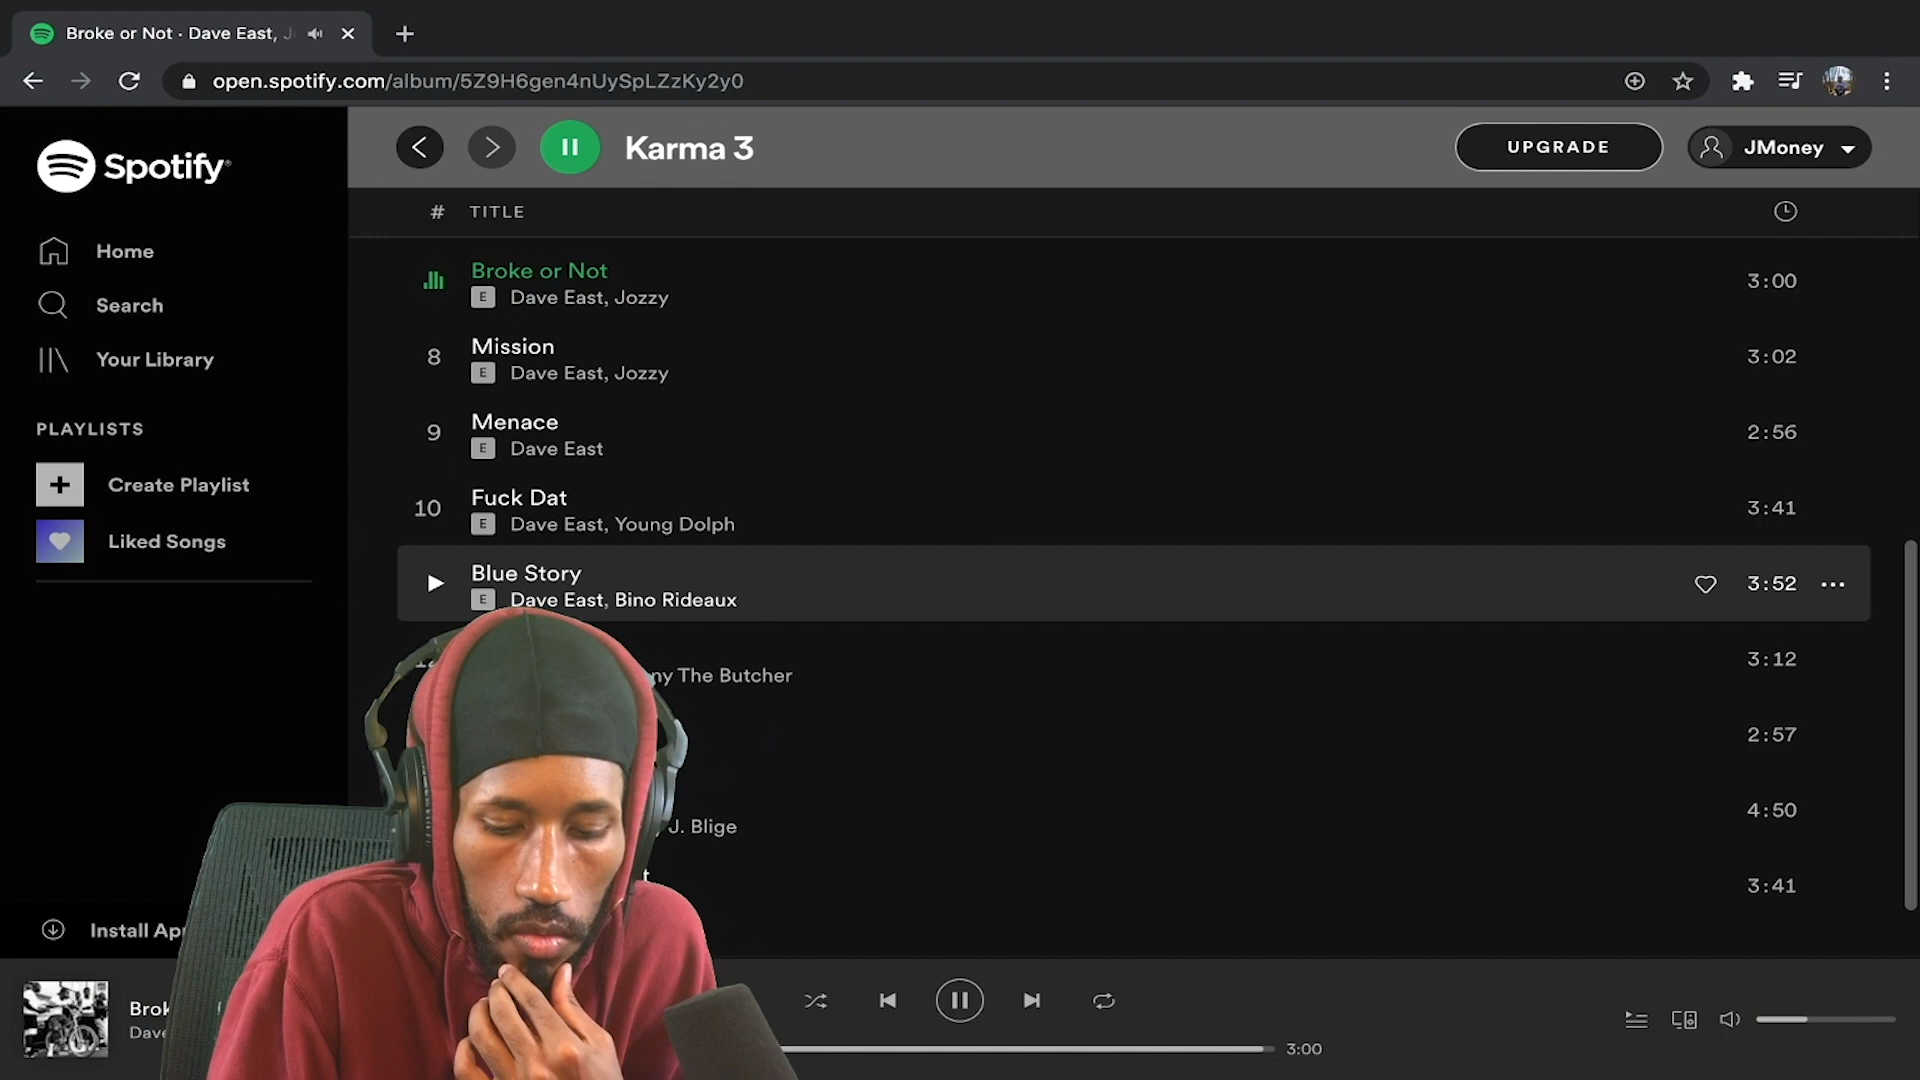 Broke or Not · Dave East, J
open.spotify.com/album/5Z9H6gen4nUySpLZzKy2y0
Spotify
Karma 3
UPGRADE
JMoney
Home
Search
Your Library
PLAYLISTS
Create Playlist
Liked Songs
Install App
# TITLE
Broke or Not
E Dave East, Jozzy
3:00
8 Mission
E Dave East, Jozzy
3:02
9 Menace
E Dave East
2:56
10 Fuck Dat
E Dave East, Young Dolph
3:41
Blue Story
E Dave East, Bino Rideaux
3:52
ny The Butcher
3:12
2:57
J. Blige
4:50
t
3:41
Brok
Dave
3:00